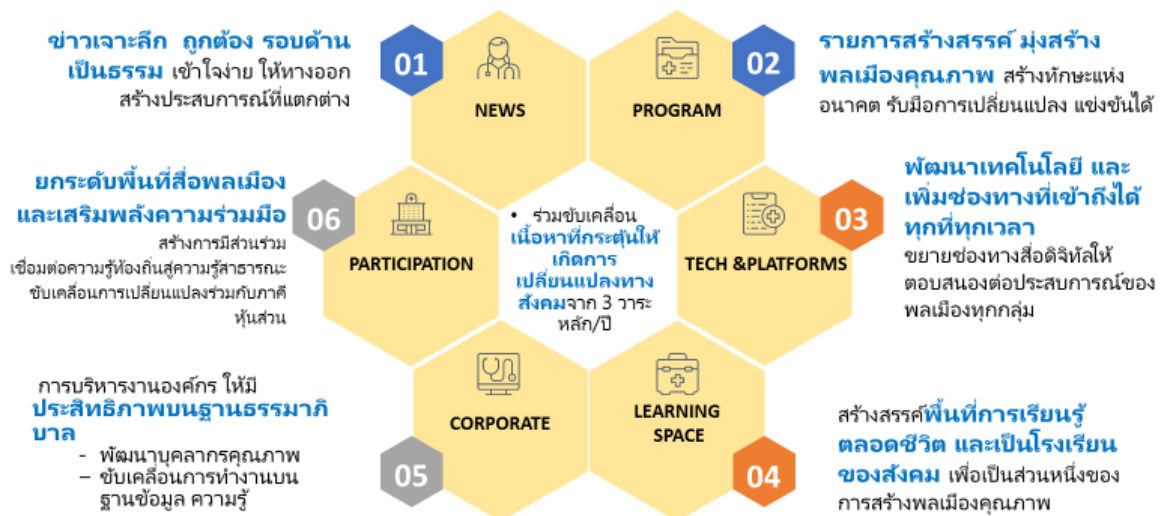 ข่าวเจาะลึก ถูกต้อง รอบด้าน
เป็นธรรม เข้าใจง่าย ให้ทางออก
สร้างประสบการณ์ที่แตกต่าง
01
NEWS
PROGRAM
02
รายการสร้างสรรค์ มุ่งสร้าง
พลเมืองคุณภาพ สร้างทักษะแห่ง
อนาคต รับมือการเปลี่ยนแปลง แข่งขันได้
ยกระดับพื้นที่สื่อพลเมือง
และเสริมพลังความร่วมมือ
สร้างการมีส่วนร่วม
เชื่อมต่อความรู้ท้องถิ่นสู่ความรู้สาธารณะ
ขับเคลื่อนการเปลี่ยนแปลงร่วมกับภาคี
หุ้นส่วน
06
PARTICIPATION
• ร่วมขับเคลื่อน
เนื้อหาที่กระตุ้นให้
เกิดการ
เปลี่ยนแปลงทาง
สังคมจาก 3 วาระ
หลัก/ปี
TECH &PLATFORMS
03
พัฒนาเทคโนโลยี และ
เพิ่มช่องทางที่เข้าถึงได้
ทุกที่ทุกเวลา
ขยายช่องทางสื่อดิจิทัลให้
ตอบสนองต่อประสบการณ์ของ
พลเมืองทุกกลุ่ม
การบริหารงานองค์กร ให้มี
ประสิทธิภาพบนฐานธรรมาภิ
บาล
- พัฒนาบุคลากรคุณภาพ
– ขับเคลื่อนการทำงานบน
ฐานข้อมูล ความรู้
05
CORPORATE
LEARNING
SPACE
04
สร้างสรรค์พื้นที่การเรียนรู้
ตลอดชีวิต และเป็นโรงเรียน
ของสังคม เพื่อเป็นส่วนหนึ่งของ
การสร้างพลเมืองคุณภาพ